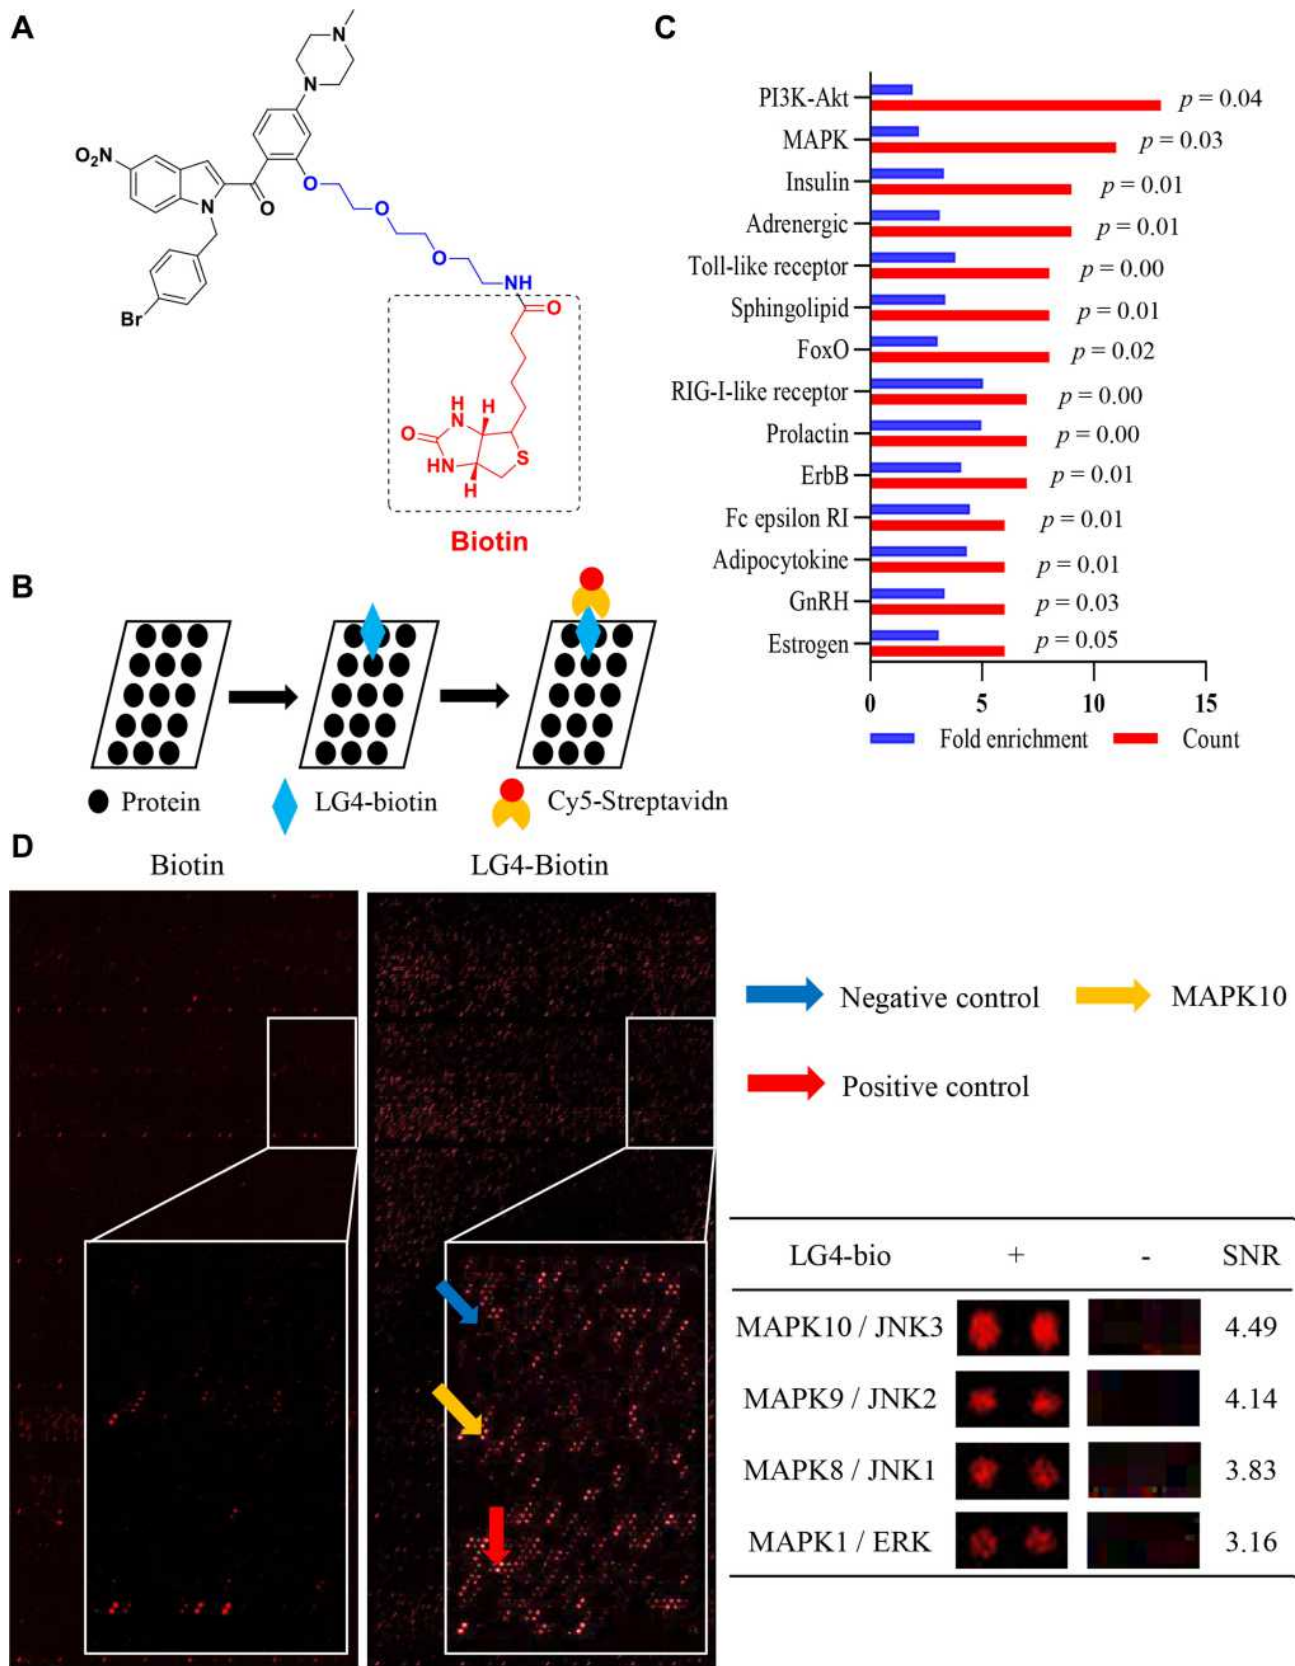 A
N
N
O₂N
N
O
O
O
O
NH
Br
O
H
N
H
O
HN
S
H
Biotin
B
Protein
LG4-biotin
Cy5-Streptavidn
C
PI3K-Akt p = 0.04
MAPK p = 0.03
Insulin p = 0.01
Adrenergic p = 0.01
Toll-like receptor p = 0.00
Sphingolipid p = 0.01
FoxO p = 0.02
RIG-I-like receptor p = 0.00
Prolactin p = 0.00
ErbB p = 0.01
Fc epsilon RI p = 0.01
Adipocytokine p = 0.01
GnRH p = 0.03
Estrogen p = 0.05
0 5 10 15
Fold enrichment Count
D
Biotin LG4-Biotin
Negative control MAPK10
Positive control
LG4-bio + - SNR
MAPK10 / JNK3 4.49
MAPK9 / JNK2 4.14
MAPK8 / JNK1 3.83
MAPK1 / ERK 3.16